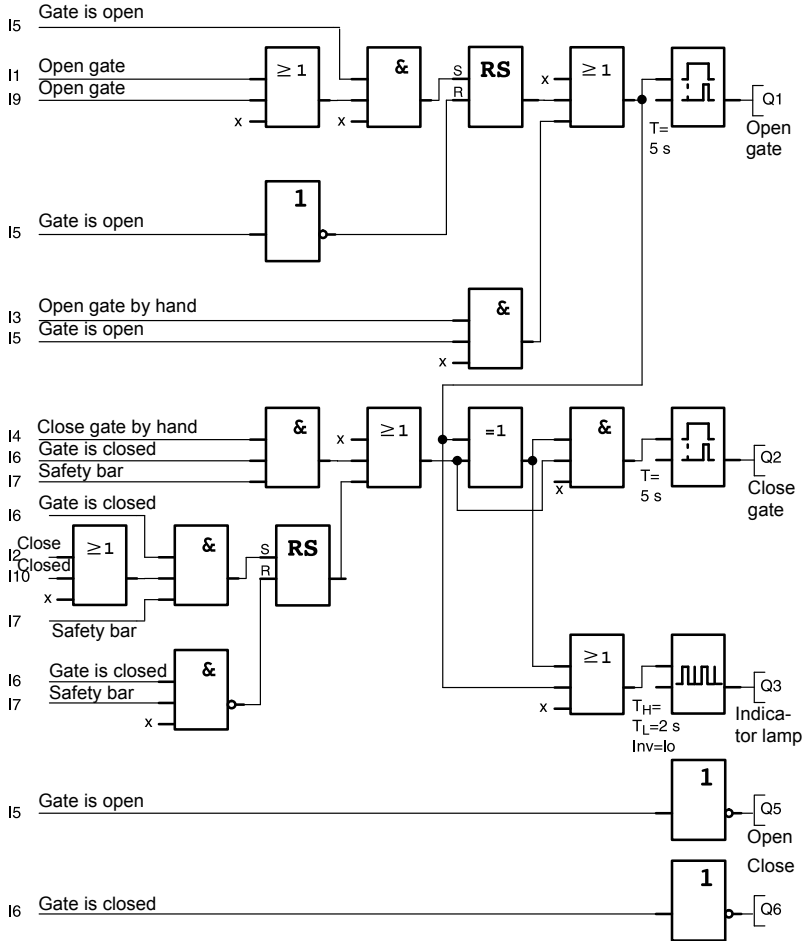 I5 Gate is open
I1 Open gate
I9 Open gate
x
≥1
x
&
S
R
RS
x
≥1
T=
5 s
Q1
Open
gate
I5 Gate is open
1
I3 Open gate by hand
I5 Gate is open
x
&
I4 Close gate by hand
I6 Gate is closed
I7 Safety bar
&
x
≥1
=1
&
x
T=
5 s
Q2
Close
gate
I6 Gate is closed
I2 Close
I10 Closed
x
≥1
&
S
R
RS
I7 Safety bar
I6 Gate is closed
I7 Safety bar
x
&
≥1
x
TH=
TL=2 s
Inv=lo
Q3
Indica-
tor lamp
I5 Gate is open
1
Q5
Open
Close
I6 Gate is closed
1
Q6